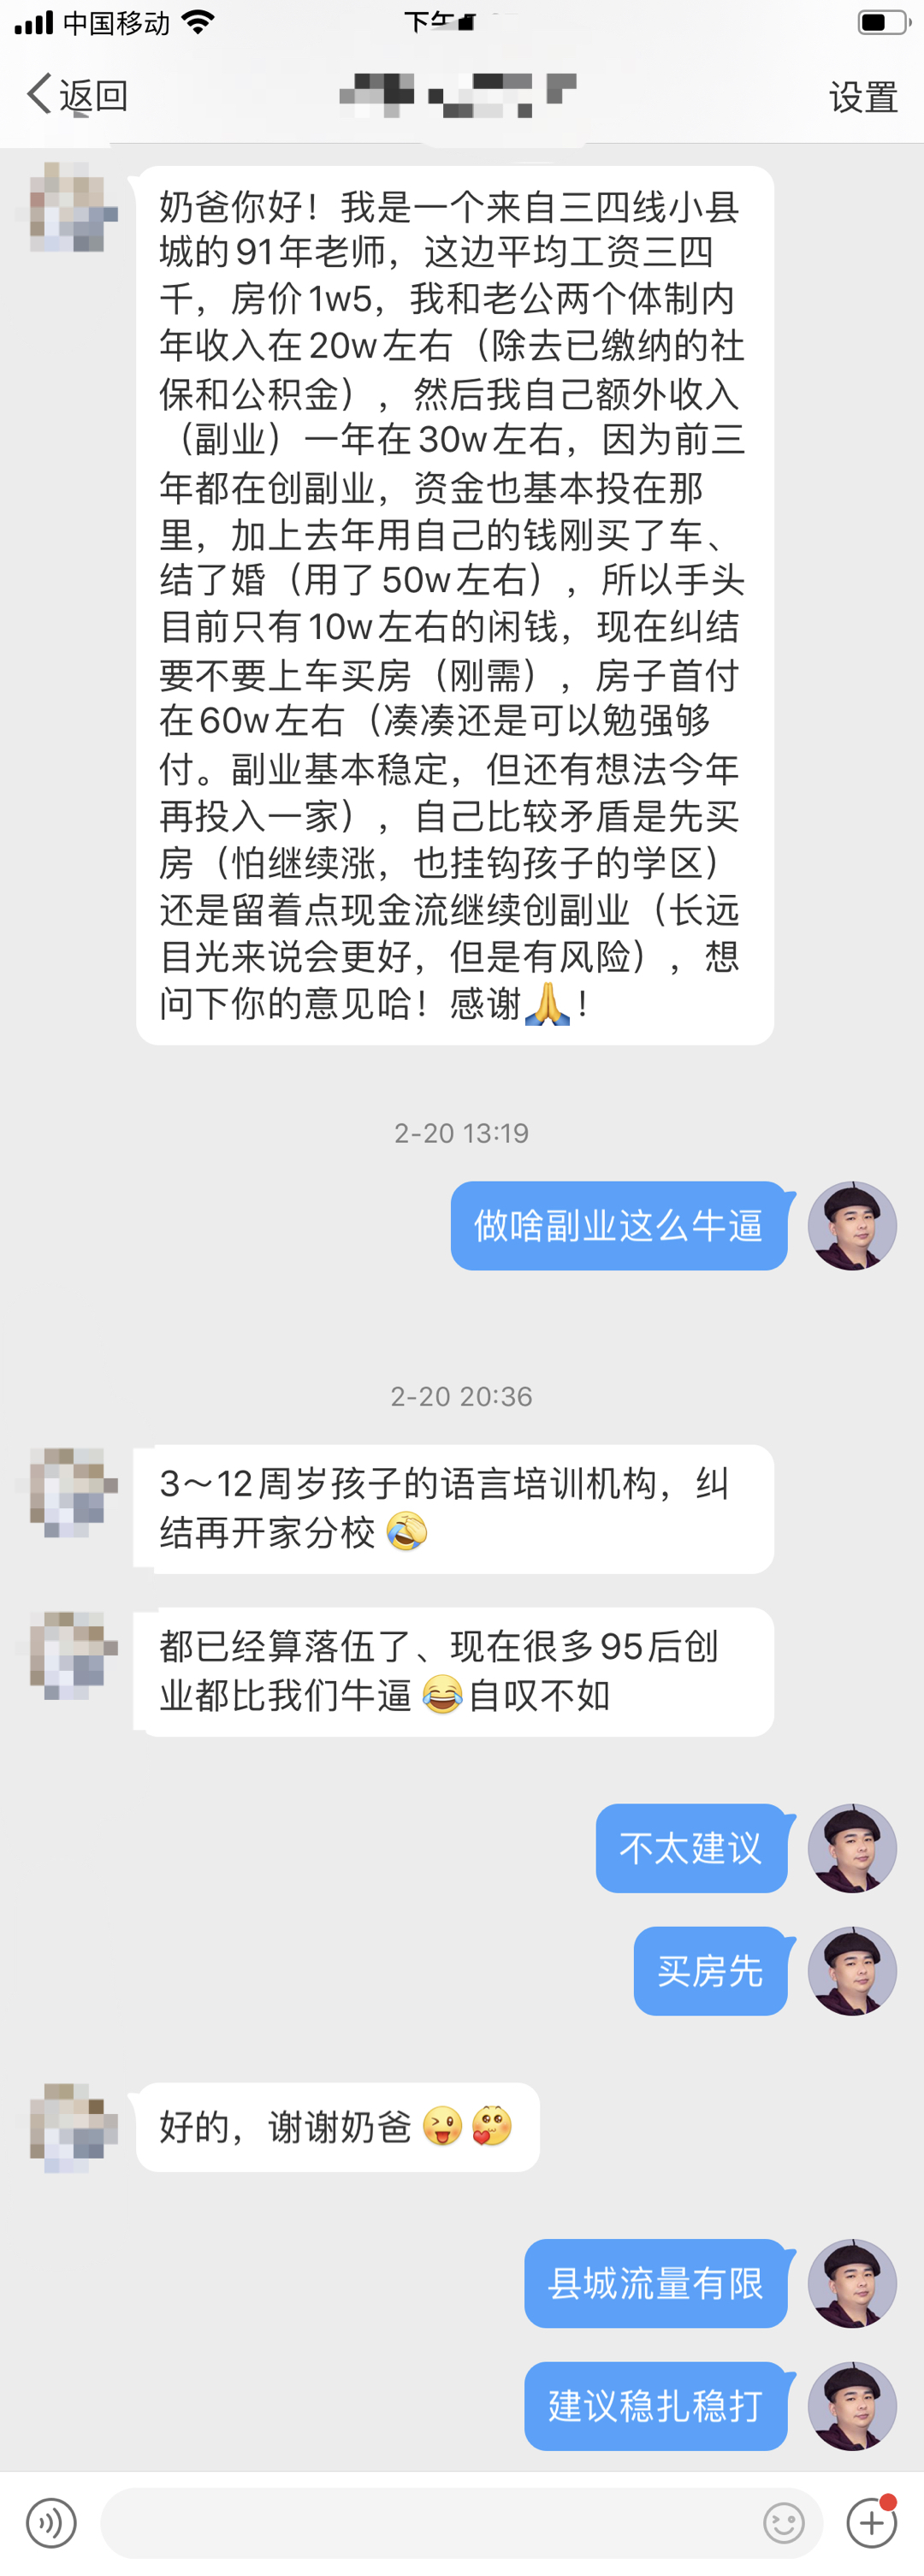 中国移动
下午
返回
设置
奶爸你好！我是一个来自三四线小县
城的91年老师，这边平均工资三四
千，房价1w5，我和老公两个体制内
年收入在20w左右（除去已缴纳的社
保和公积金），然后我自己额外收入
（副业）一年在30w左右，因为前三
年都在创副业，资金也基本投在那
里，加上去年用自己的钱刚买了车、
结了婚（用了50w左右），所以手头
目前只有10w左右的闲钱，现在纠结
要不要上车买房（刚需），房子首付
在60w左右（凑凑还是可以勉强够
付。副业基本稳定，但还有想法今年
再投入一家），自己比较矛盾是先买
房（怕继续涨，也挂钩孩子的学区）
还是留着点现金流继续创副业（长远
目光来说会更好，但是有风险），想
问下你的意见哈！感谢🙏！
2-20 13:19
做啥副业这么牛逼
2-20 20:36
3～12周岁孩子的语言培训机构，纠
结再开家分校🤣
都已经算落伍了、现在很多95后创
业都比我们牛逼😂自叹不如
不太建议
买房先
好的，谢谢奶爸😜🥰
县城流量有限
建议稳扎稳打